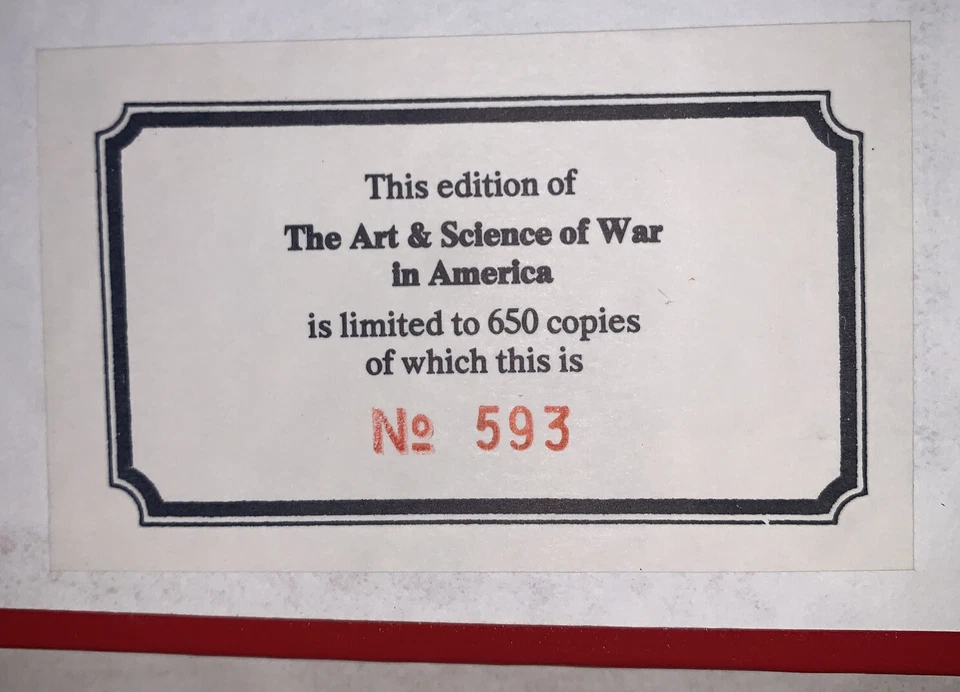 This edition of
The Art & Science of War
in America
is limited to 650 copies
of which this is
№ 593